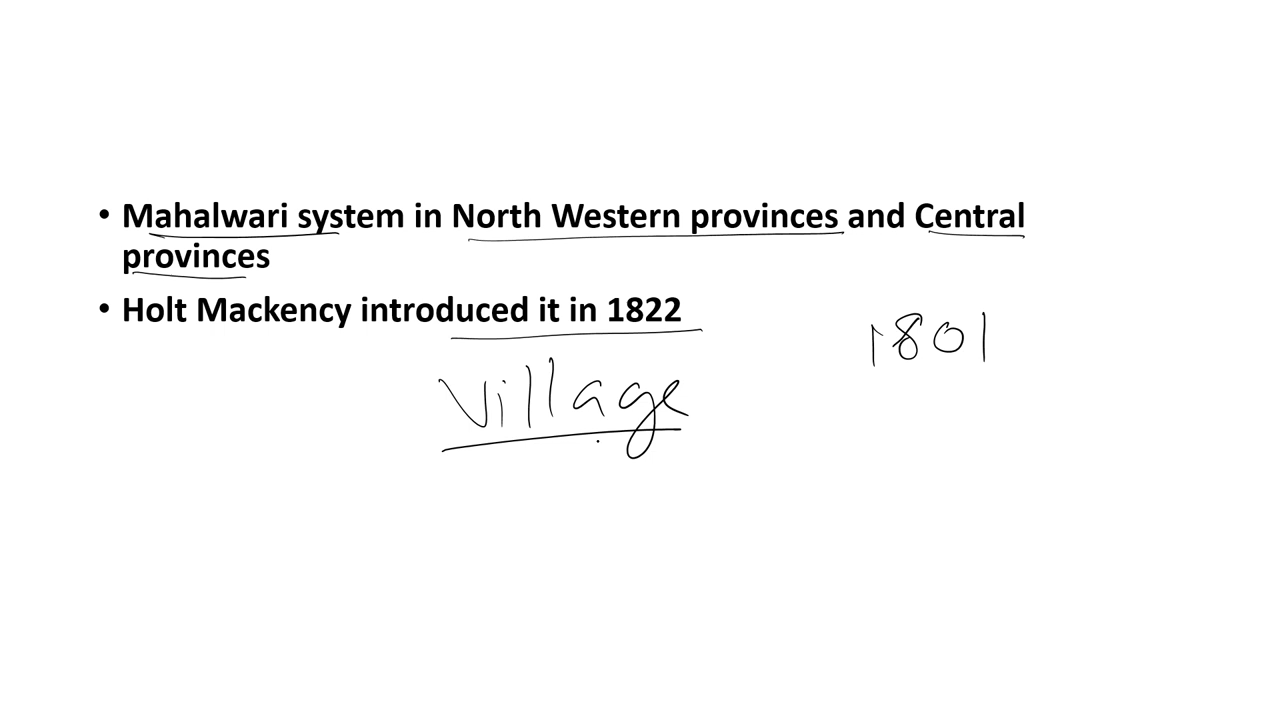 • Mahalwari system in North Western provinces and Central
provinces
• Holt Mackency introduced it in 1822
1801
village